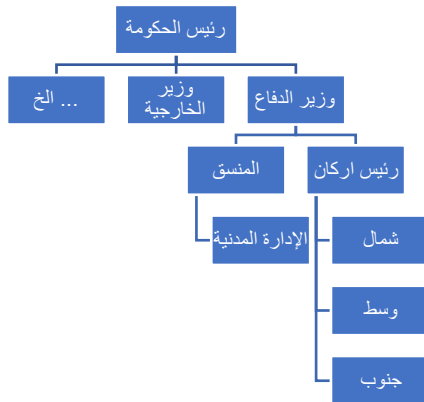 رئيس الحكومة
وزير الدفاع
وزير
الخارجية
... الخ
رئيس اركان
المنسق
شمال
الإدارة المدنية
وسط
جنوب